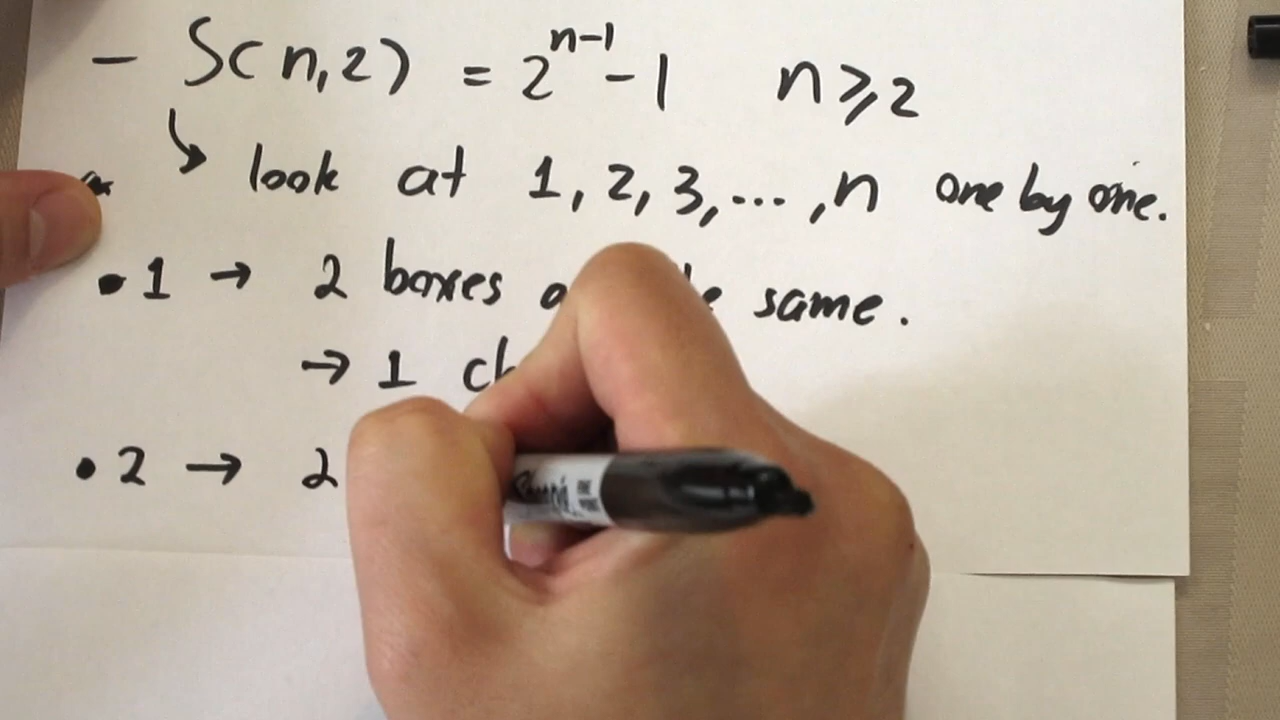 - S(n,2) = 2^{n-1} - 1 n ≥ 2
↳ look at 1, 2, 3, ..., n one by one.
• 1 → 2 boxes same.
→ 1
• 2 → 2